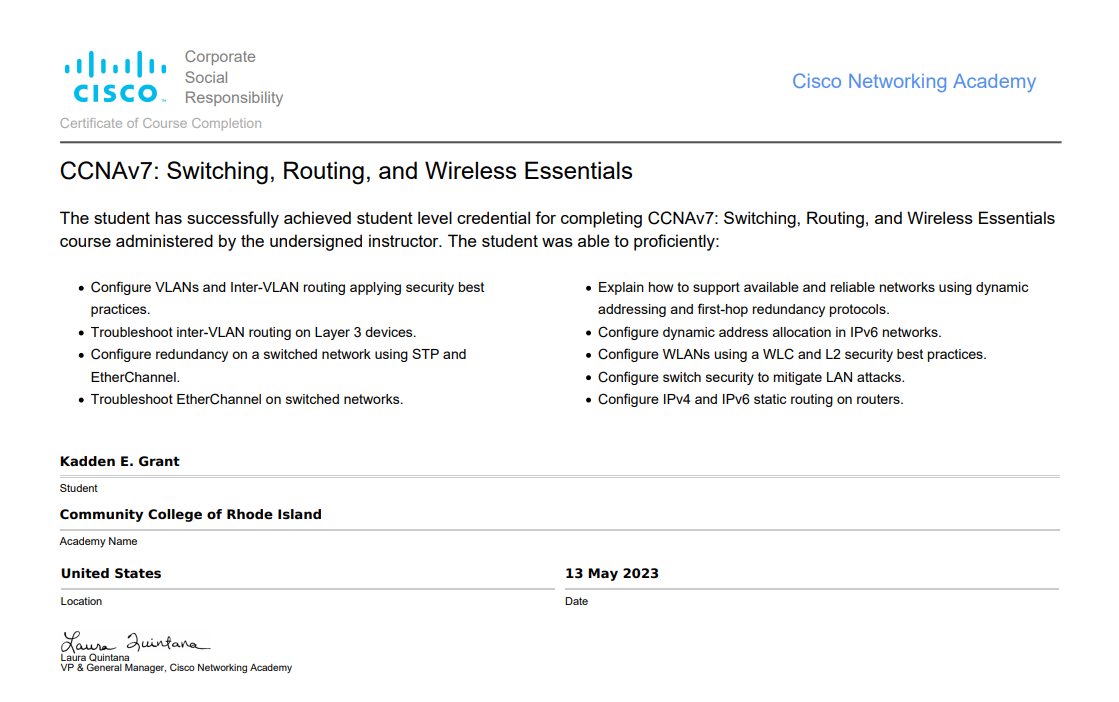 CISCO
Corporate
Social
Responsibility
Cisco Networking Academy
Certificate of Course Completion
CCNAv7: Switching, Routing, and Wireless Essentials
The student has successfully achieved student level credential for completing CCNAv7: Switching, Routing, and Wireless Essentials
course administered by the undersigned instructor. The student was able to proficiently:
• Configure VLANs and Inter-VLAN routing applying security best
practices.
• Troubleshoot inter-VLAN routing on Layer 3 devices.
• Configure redundancy on a switched network using STP and
EtherChannel.
• Troubleshoot EtherChannel on switched networks.
• Explain how to support available and reliable networks using dynamic
addressing and first-hop redundancy protocols.
• Configure dynamic address allocation in IPv6 networks.
• Configure WLANs using a WLC and L2 security best practices.
• Configure switch security to mitigate LAN attacks.
• Configure IPv4 and IPv6 static routing on routers.
Kadden E. Grant
Student
Community College of Rhode Island
Academy Name
United States
Location
13 May 2023
Date
Laura Quintana
Laura Quintana
VP & General Manager, Cisco Networking Academy